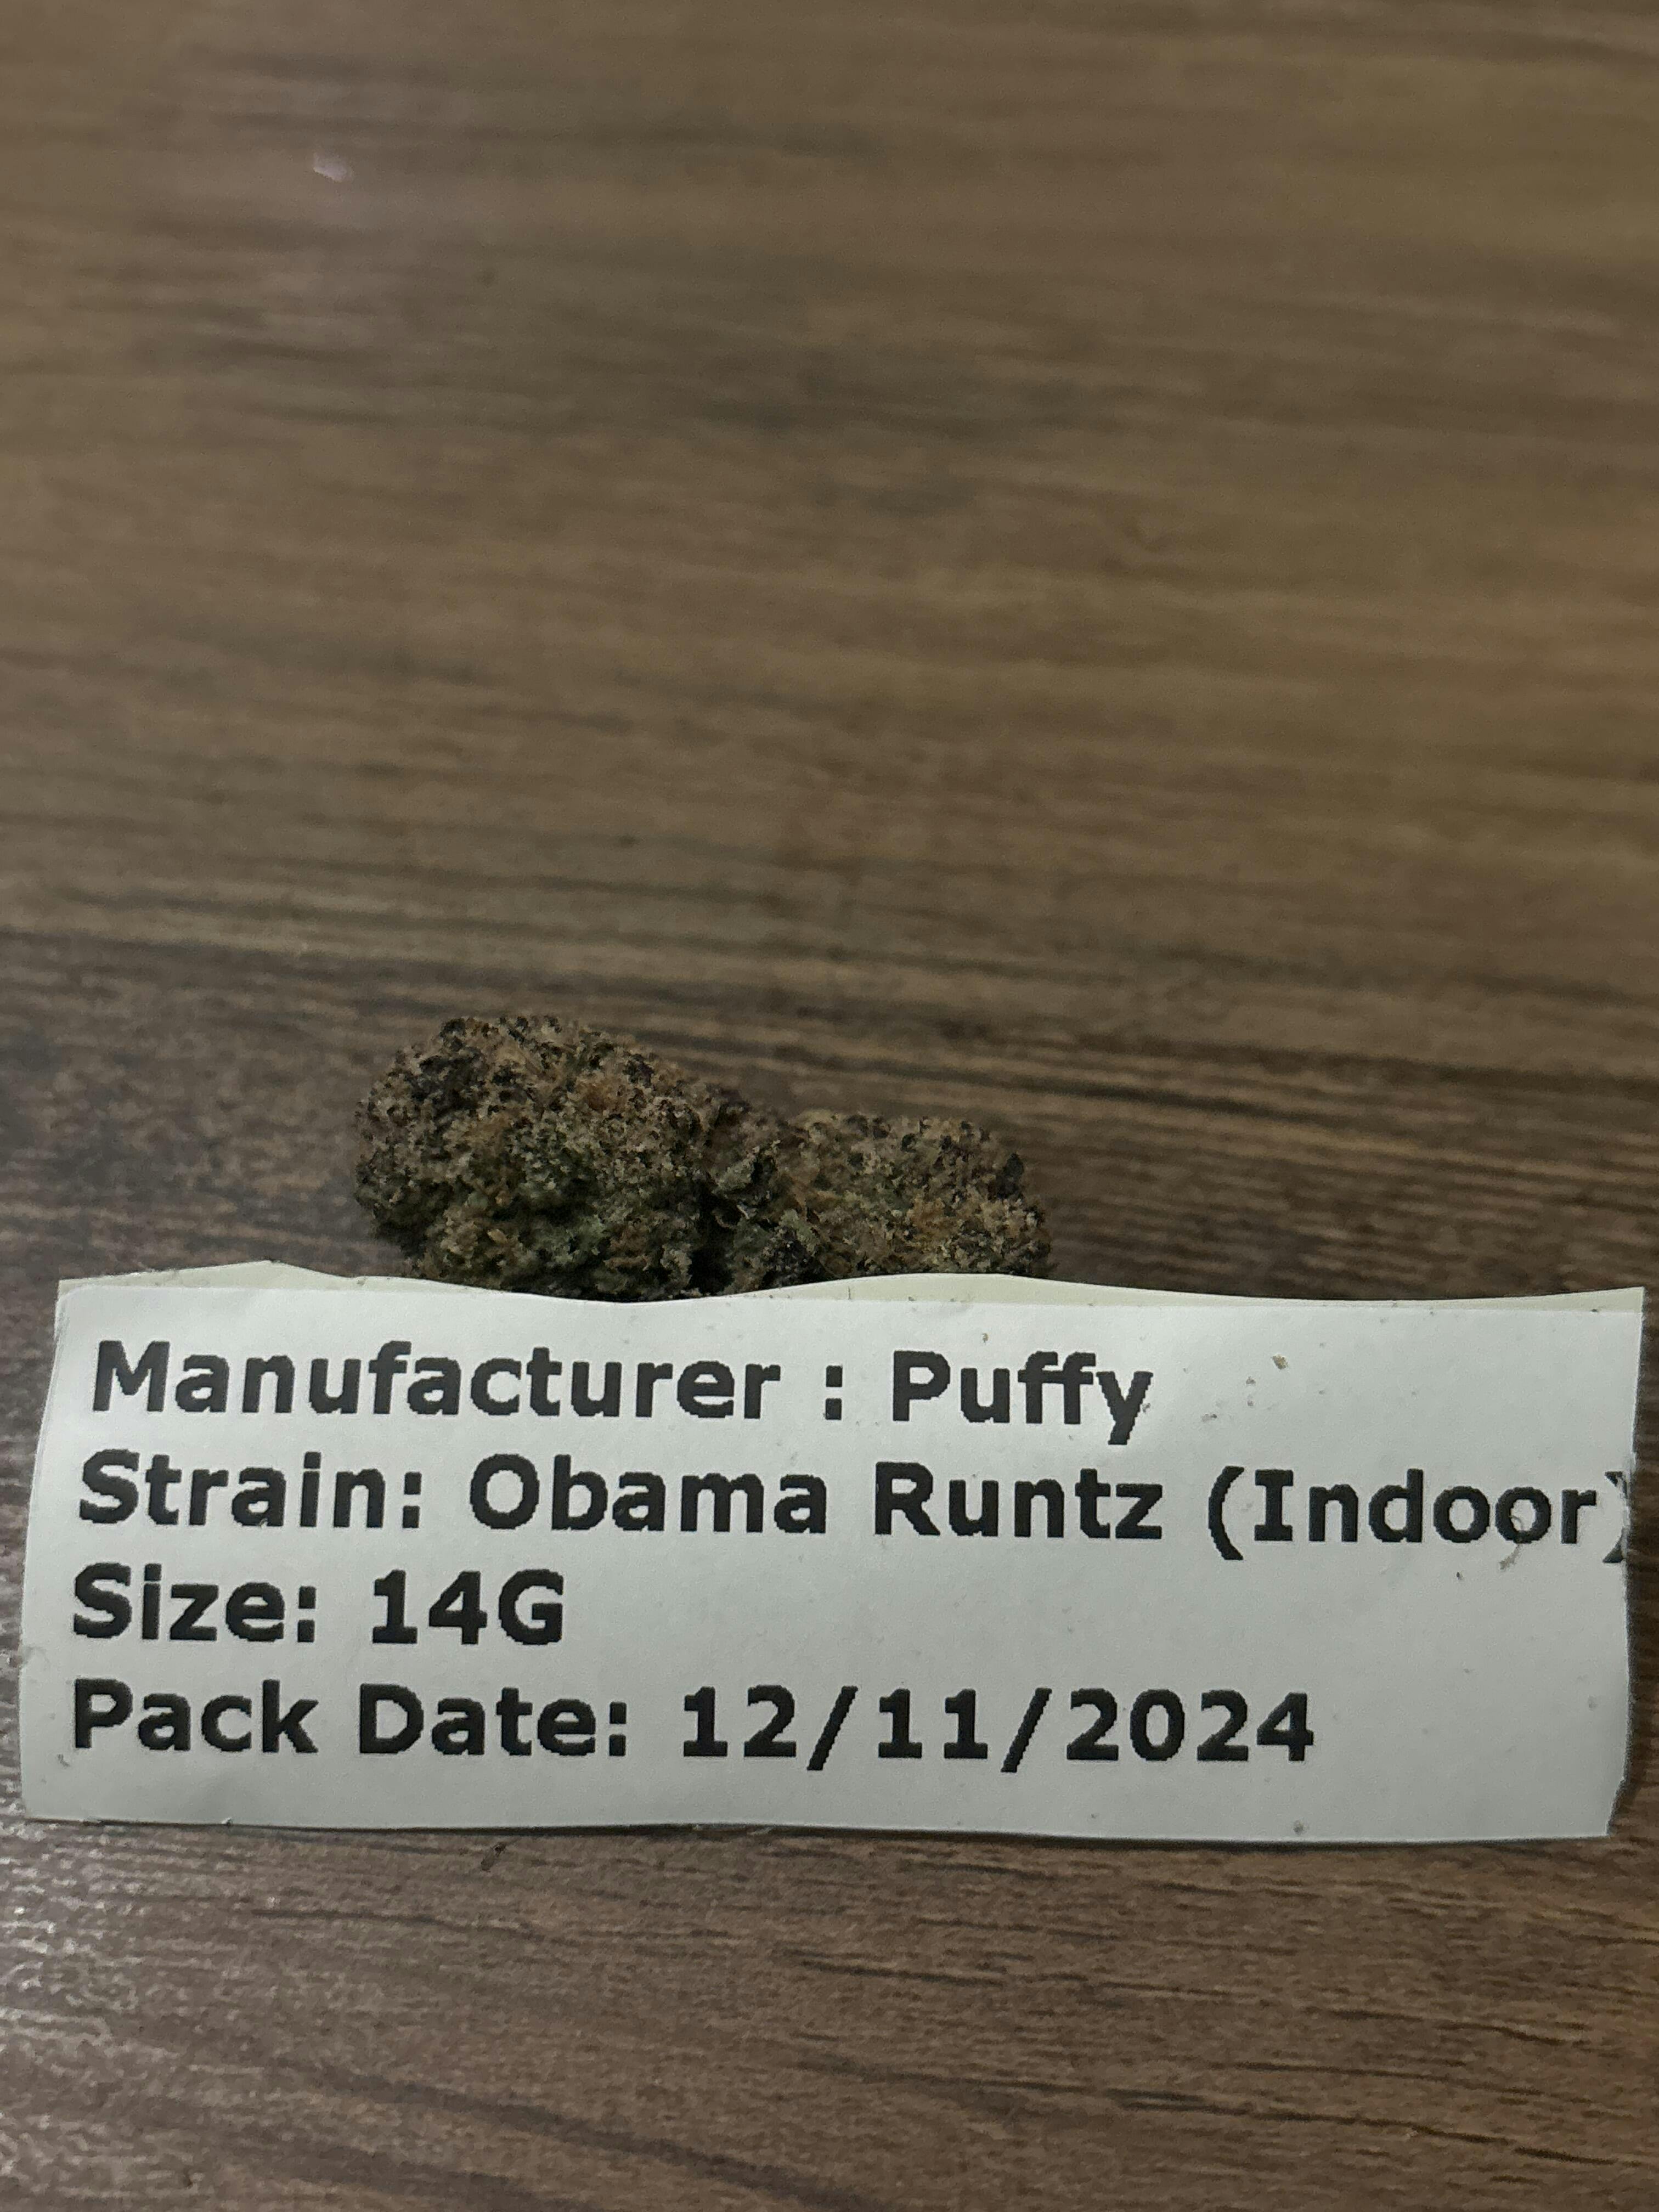 Manufacturer : Puffy
Strain: Obama Runtz (Indoor)
Size: 14G
Pack Date: 12/11/2024